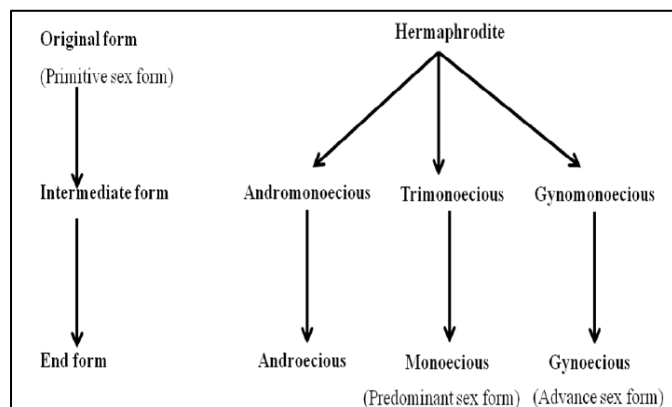 Original form
(Primitive sex form)
Hermaphrodite
Intermediate form
Andromonoecious
Trimonoecious
Gynomonoecious
End form
Androecious
Monoecious
Gynoecious
(Predominant sex form)
(Advance sex form)